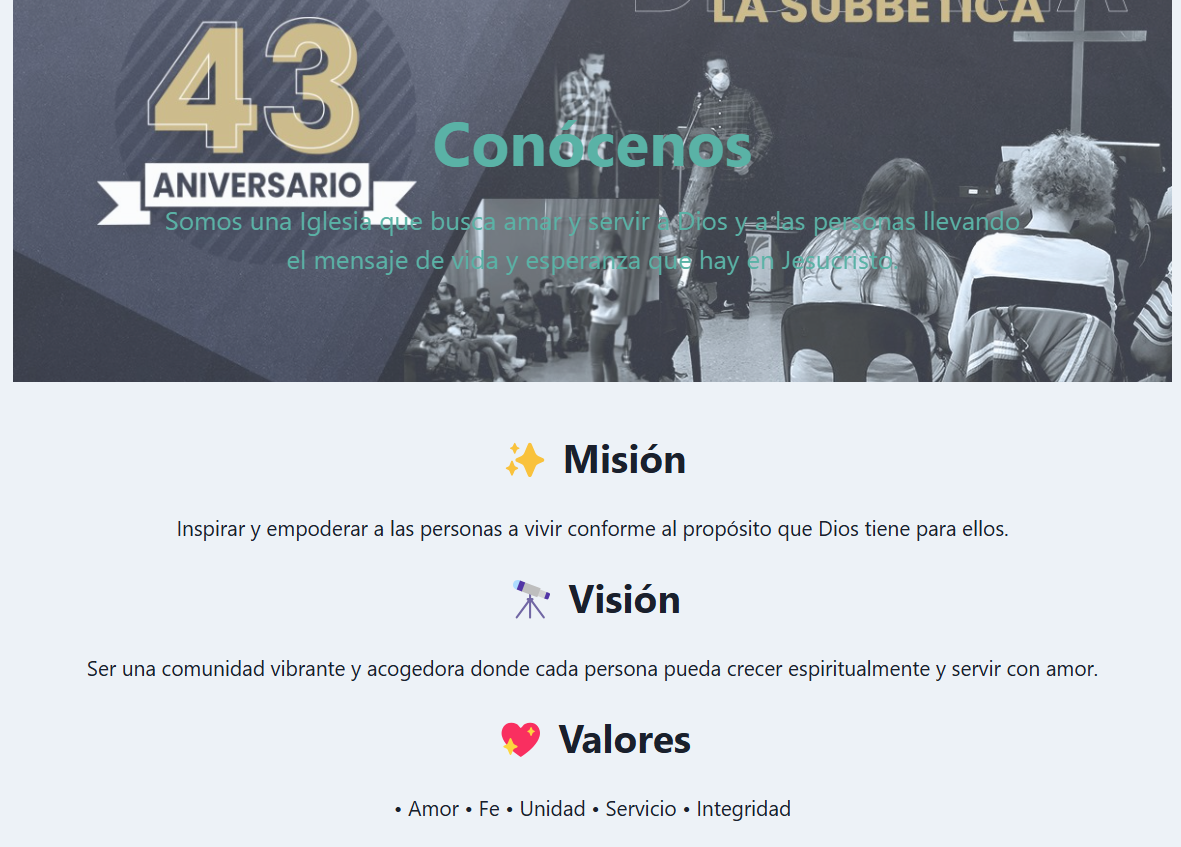 LA SUBBÉTICA
43
ANIVERSARIO
Conócenos
Somos una Iglesia que busca amar y servir a Dios y a las personas llevando
el mensaje de vida y esperanza que hay en Jesucristo.
✨ Misión
Inspirar y empoderar a las personas a vivir conforme al propósito que Dios tiene para ellos.
🔭 Visión
Ser una comunidad vibrante y acogedora donde cada persona pueda crecer espiritualmente y servir con amor.
💖 Valores
• Amor • Fe • Unidad • Servicio • Integridad